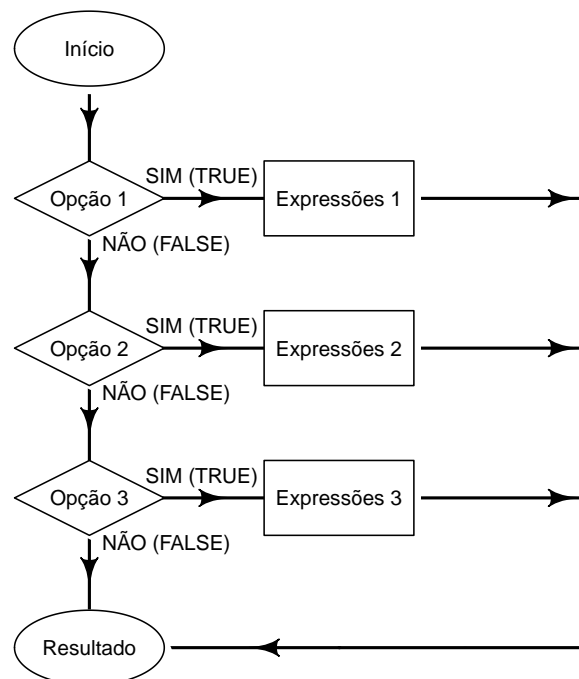 Início
SIM (TRUE)
Opção 1
Expressões 1
NÃO (FALSE)
SIM (TRUE)
Opção 2
Expressões 2
NÃO (FALSE)
SIM (TRUE)
Opção 3
Expressões 3
NÃO (FALSE)
Resultado